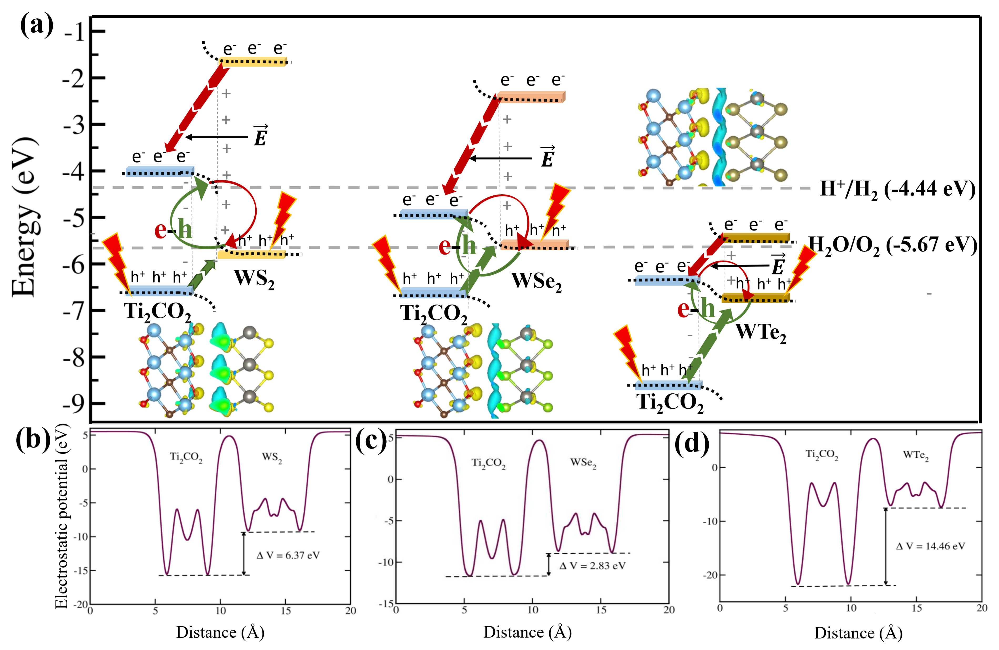 (a)
Energy (eV)
-1
-2
-3
-4
-5
-6
-7
-8
-9
e⁻ e⁻ e⁻
+
+
+
+
+
+
E⃗
e⁻ e⁻ e⁻
-
-
-
-
e-h
h⁺ h⁺ h⁺
WS₂
h⁺ h⁺ h⁺
Ti₂CO₂
e⁻ e⁻ e⁻
+
+
+
+
E⃗
e⁻ e⁻ e⁻
-
-
e-h
h⁺ h⁺ h⁺
WSe₂
h⁺ h⁺ h⁺
Ti₂CO₂
H⁺/H₂ (-4.44 eV)
H₂O/O₂ (-5.67 eV)
e⁻ e⁻ e⁻
+
+
E⃗
e⁻ e⁻ e⁻
-
-
-
-
e-h
h⁺ h⁺ h⁺
WTe₂
h⁺ h⁺ h⁺
Ti₂CO₂
-
(b)
Electrostatic potential (eV)
5
0
-5
-10
-15
-20
Ti₂CO₂
WS₂
Δ V = 6.37 eV
0 5 10 15 20
Distance (Å)
(c)
5
0
-5
-10
-15
Ti₂CO₂
WSe₂
Δ V = 2.83 eV
0 5 10 15 20
Distance (Å)
(d)
0
-10
-20
Ti₂CO₂
WTe₂
Δ V = 14.46 eV
0 5 10 15 20
Distance (Å)